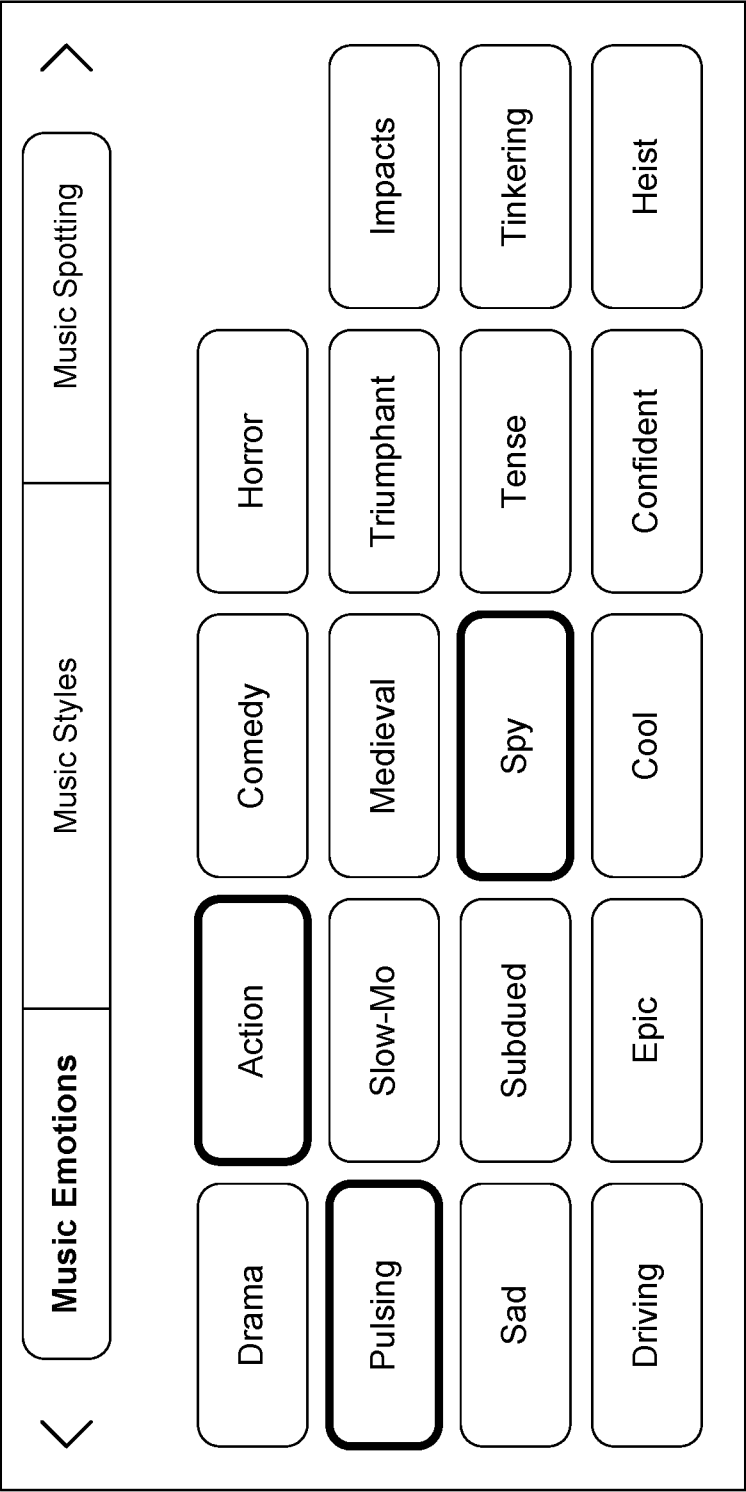 Music Emotions Music Styles Music Spotting
Drama Action Comedy Horror
Pulsing Slow-Mo Medieval Triumphant Impacts
Sad Subdued Spy Tense Tinkering
Driving Epic Cool Confident Heist